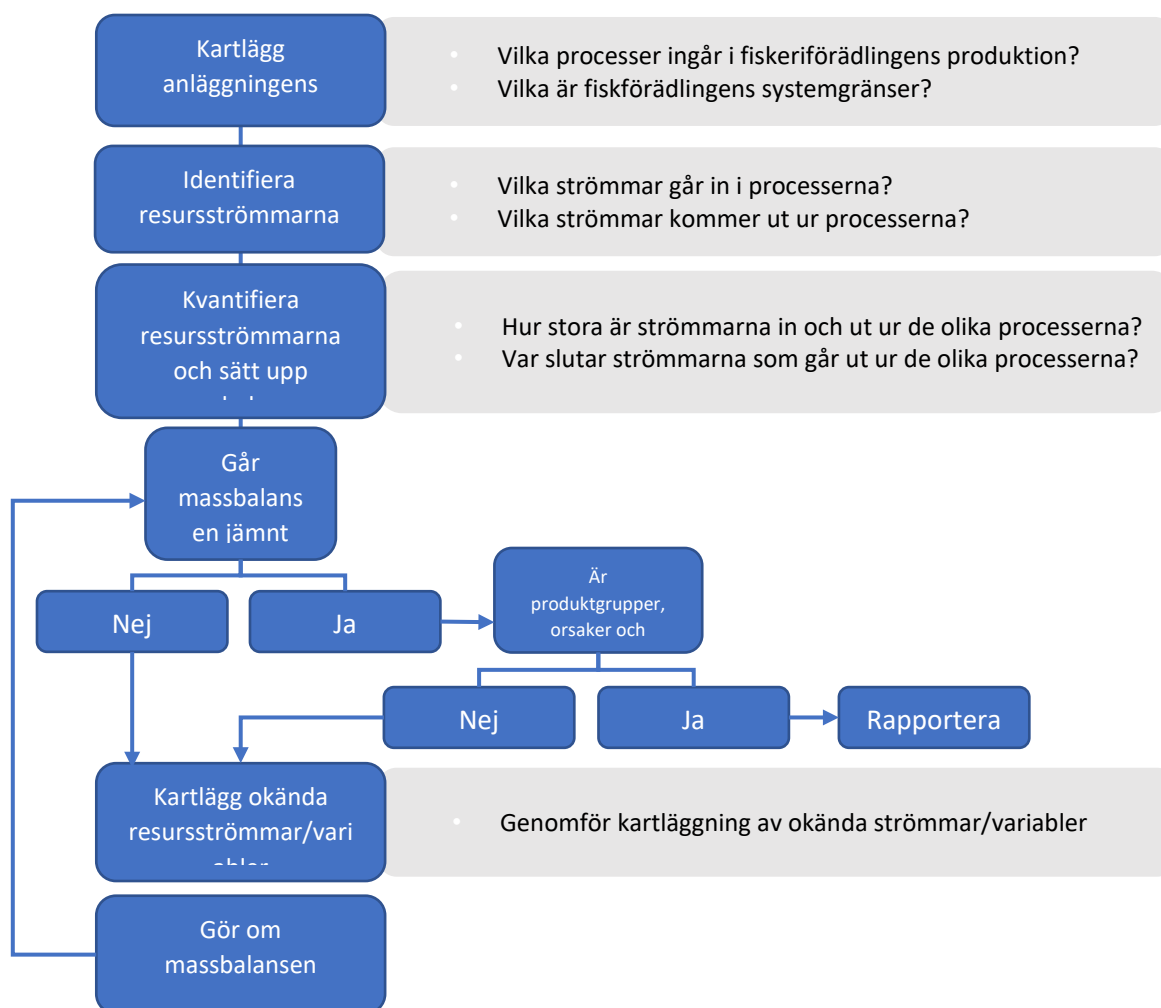 Kartlägg
anläggningens
Vilka processer ingår i fiskeriförädlingens produktion?
Vilka är fiskförädlingens systemgränser?
Identifiera
resursströmmarna
Vilka strömmar går in i processerna?
Vilka strömmar kommer ut ur processerna?
Kvantifiera
resursströmmarna
och sätt upp
Hur stora är strömmarna in och ut ur de olika processerna?
Var slutar strömmarna som går ut ur de olika processerna?
Går
massbalans
en jämnt
Nej
Ja
Är
produktgrupper,
orsaker och
Nej
Ja
Rapportera
Kartlägg okända
resursströmmar/vari
abler
Genomför kartläggning av okända strömmar/variabler
Gör om
massbalansen